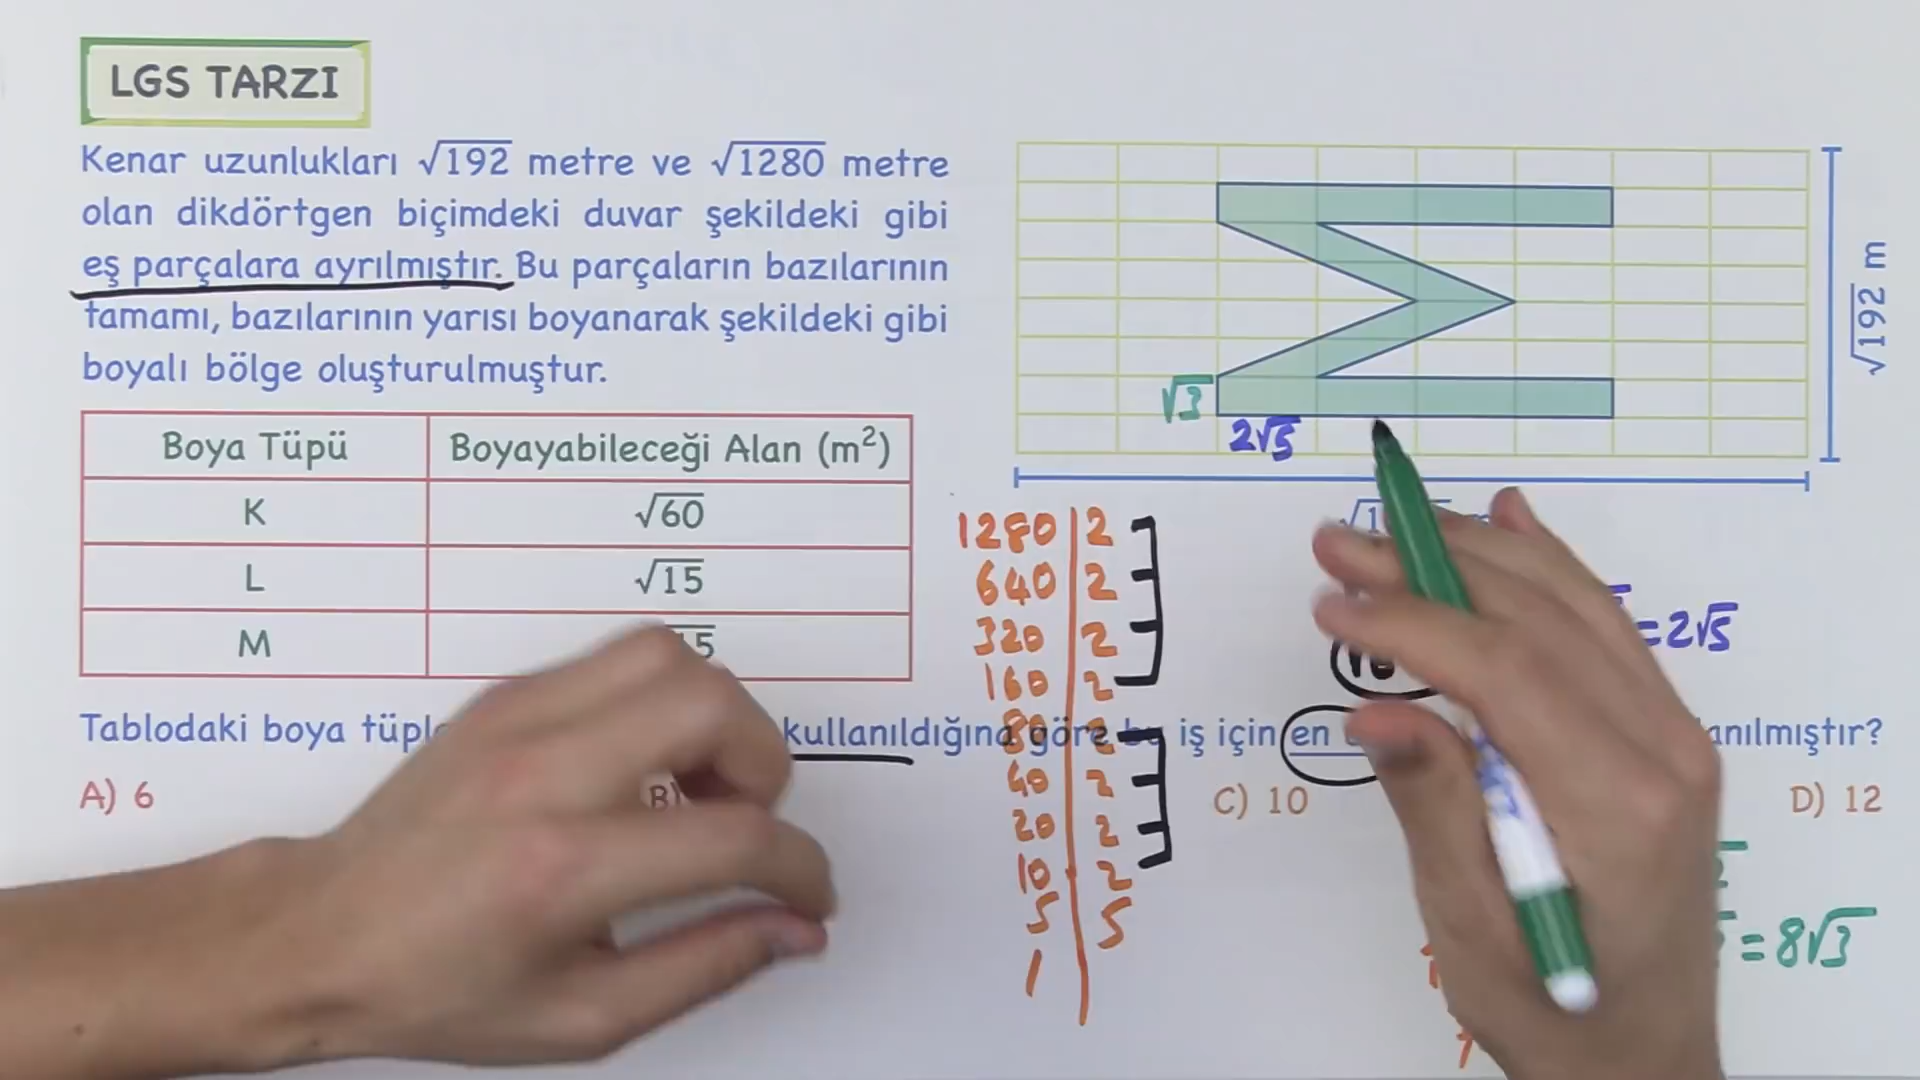 LGS TARZI
Kenar uzunlukları √192 metre ve √1280 metre
olan dikdörtgen biçimdeki duvar şekildeki gibi
eş parçalara ayrılmıştır. Bu parçaların bazılarının
tamamı, bazılarının yarısı boyanarak şekildeki gibi
boyalı bölge oluşturulmuştur.
Boya Tüpü Boyayabileceği Alan (m²)
K √60
L √15
M
√192 m
√3
2√5
1280 2
640 2
320 2
160 2
80 2
40 2
20 2
10 2
5 5
1
=2√5
=8√3
Tablodaki boya kullanıldığına göre bu iş için en
A) 6
B)
C) 10
D) 12